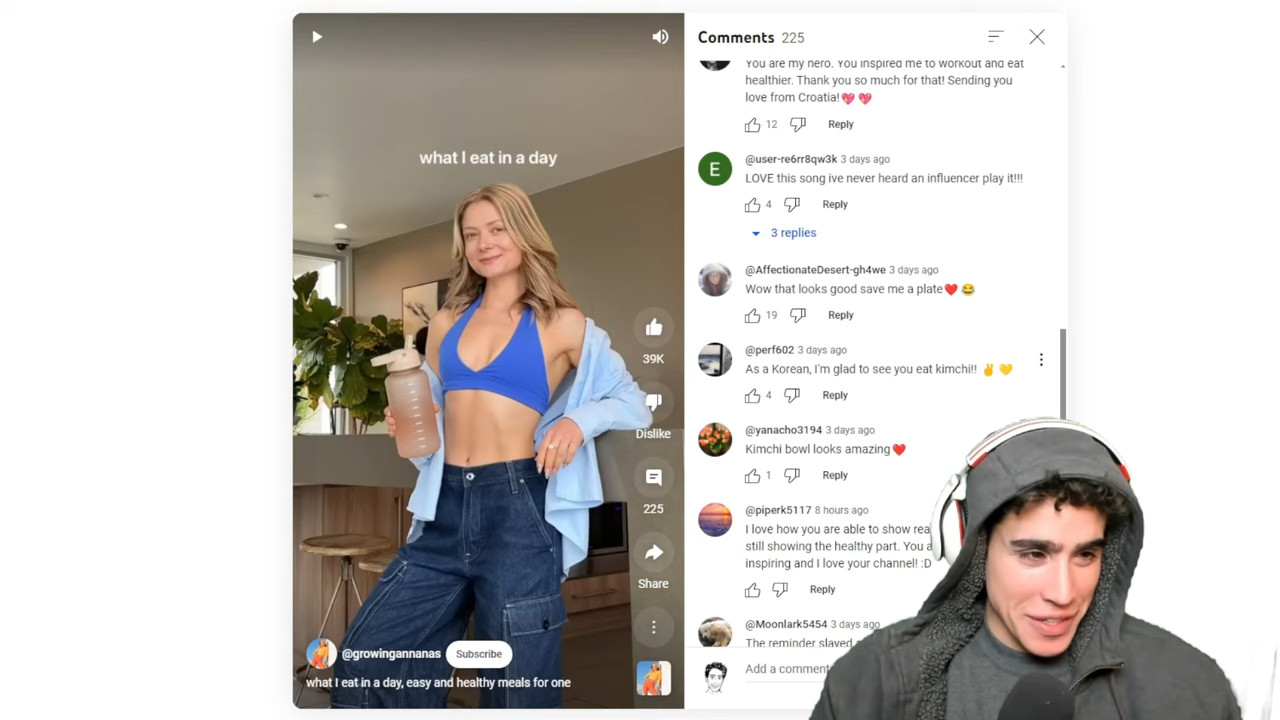 what I eat in a day
39K
Dislike
225
Share
@growingannanas
Subscribe
what I eat in a day, easy and healthy meals for one
Comments 225
You are my hero. You inspired me to workout and eat
healthier. Thank you so much for that! Sending you
love from Croatia!💖 💖
12 Reply
E
@user-re6rr8qw3k 3 days ago
LOVE this song ive never heard an influencer play it!!!
4 Reply
3 replies
@AffectionateDesert-gh4we 3 days ago
Wow that looks good save me a plate❤️ 😂
19 Reply
@perf602 3 days ago
As a Korean, I'm glad to see you eat kimchi!! ✌️ 💛
4 Reply
@yanacho3194 3 days ago
Kimchi bowl looks amazing❤️
1 Reply
@piperk5117 8 hours ago
I love how you are able to show
still showing the healthy part. You
inspiring and I love your channel! :D
Reply
@Moonlark5454 3 days ago
The reminder slayed
Add a comment